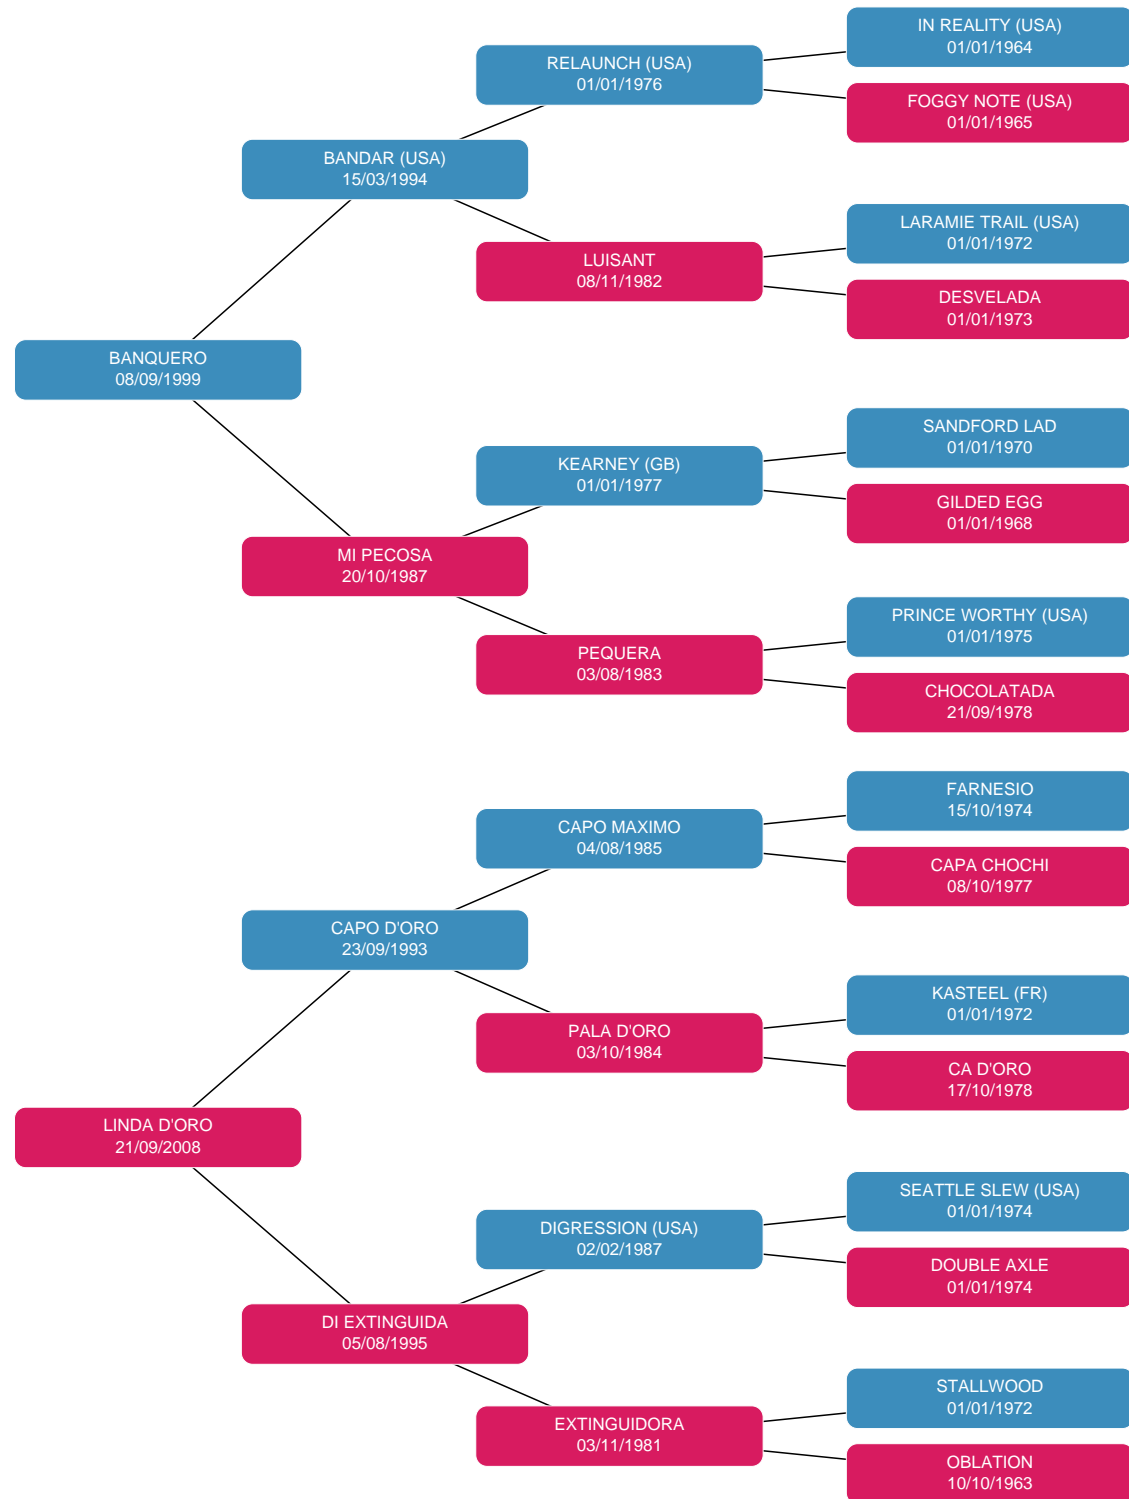 IN REALITY (USA)
01/01/1964
RELAUNCH (USA)
01/01/1976
FOGGY NOTE (USA)
01/01/1965
BANDAR (USA)
15/03/1994
LARAMIE TRAIL (USA)
01/01/1972
LUISANT
08/11/1982
DESVELADA
01/01/1973
BANQUERO
08/09/1999
SANDFORD LAD
01/01/1970
KEARNEY (GB)
01/01/1977
GILDED EGG
01/01/1968
MI PECOSA
20/10/1987
PRINCE WORTHY (USA)
01/01/1975
PEQUERA
03/08/1983
CHOCOLATADA
21/09/1978
FARNESIO
15/10/1974
CAPO MAXIMO
04/08/1985
CAPA CHOCHI
08/10/1977
CAPO D'ORO
23/09/1993
KASTEEL (FR)
01/01/1972
PALA D'ORO
03/10/1984
CA D'ORO
17/10/1978
LINDA D'ORO
21/09/2008
SEATTLE SLEW (USA)
01/01/1974
DIGRESSION (USA)
02/02/1987
DOUBLE AXLE
01/01/1974
DI EXTINGUIDA
05/08/1995
STALLWOOD
01/01/1972
EXTINGUIDORA
03/11/1981
OBLATION
10/10/1963